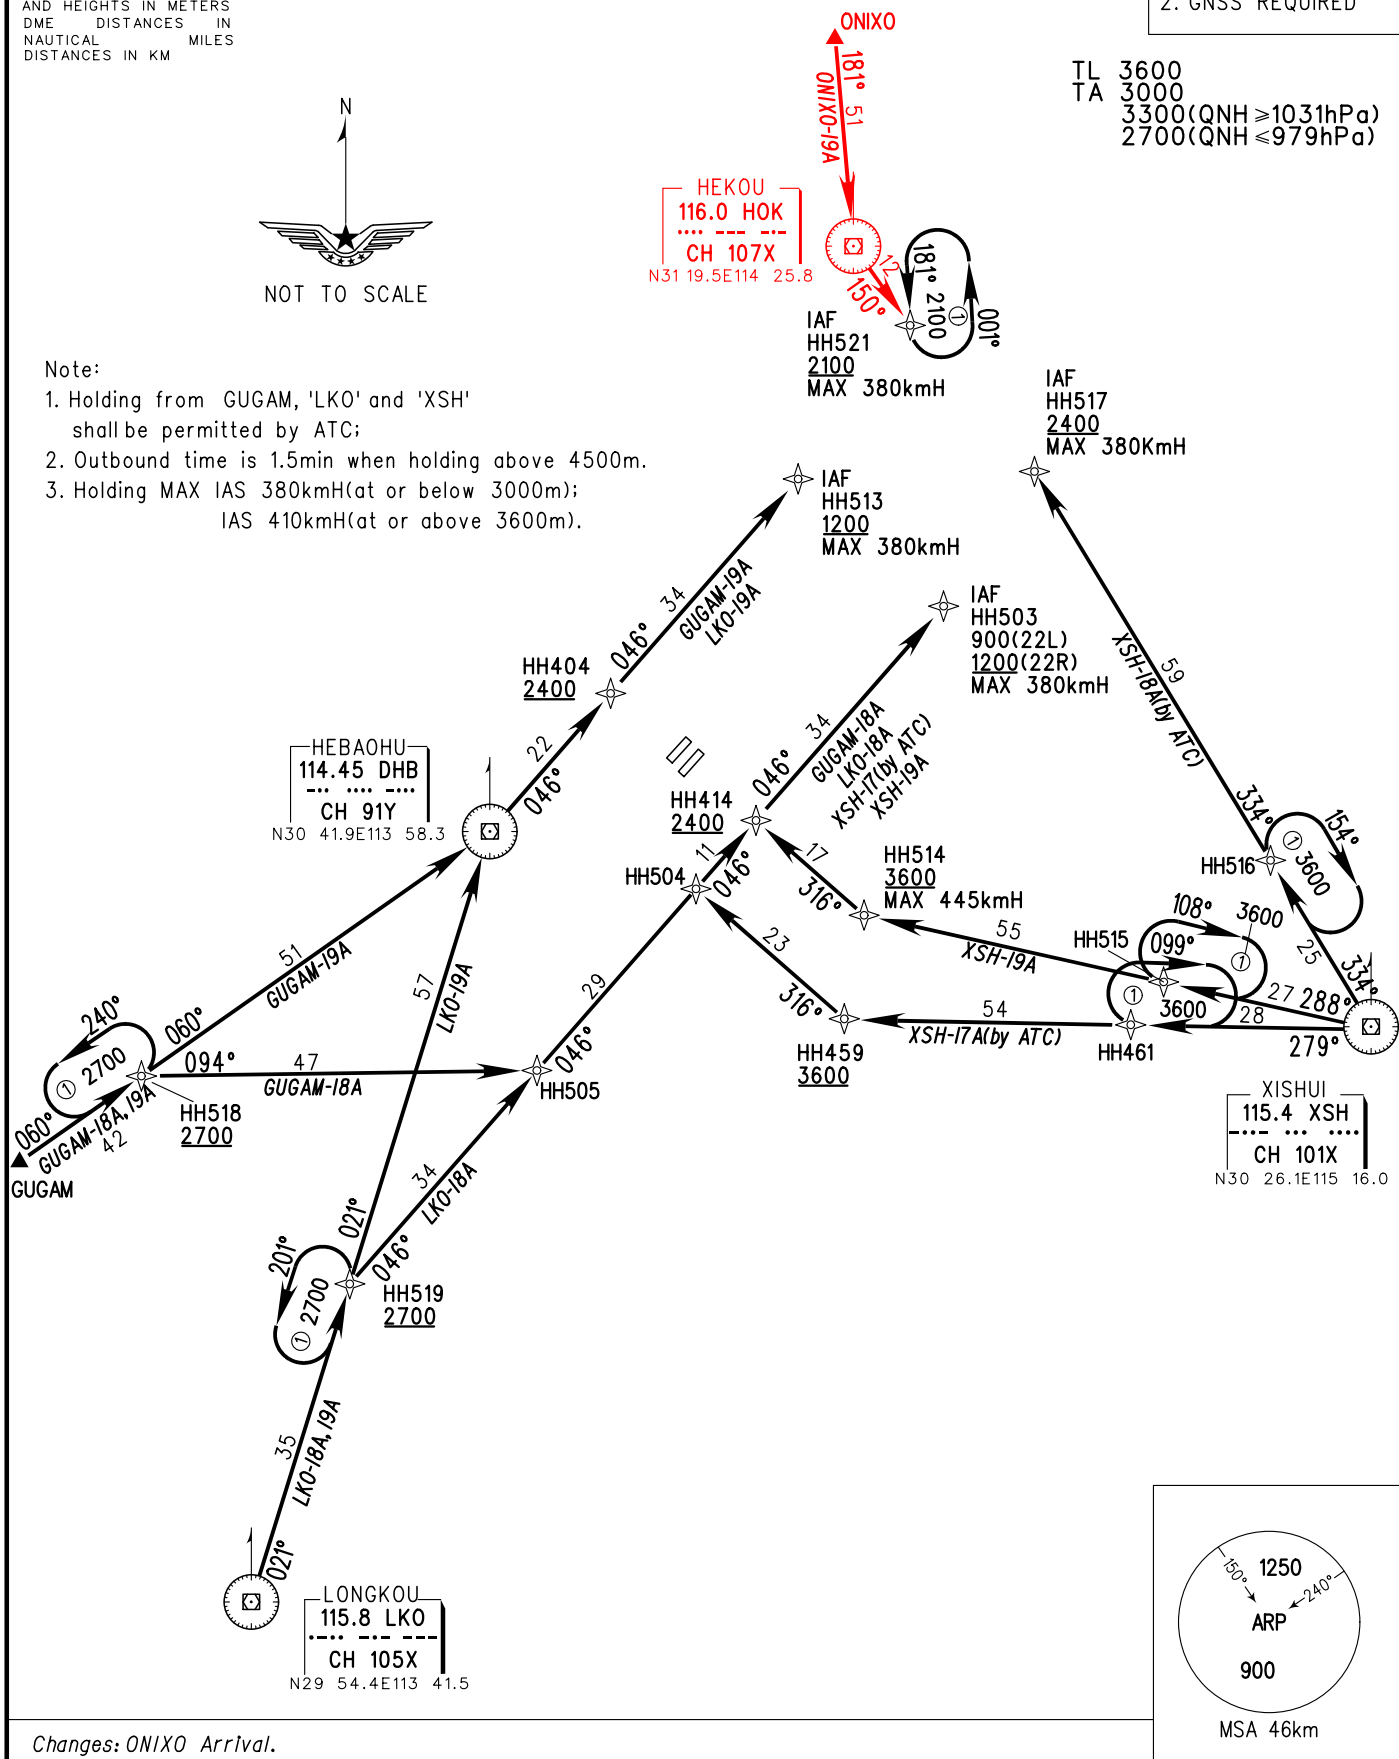 AND HEIGHTS IN METERS
DME DISTANCES IN
NAUTICAL MILES
DISTANCES IN KM
2. GNSS REQUIRED
TL 3600
TA 3000
3300(QNH ≥1031hPa)
2700(QNH ≤979hPa)
N
NOT TO SCALE
ONIXO
181° 51
ONIXO-19A
HEKOU
116.0 HOK
CH 107X
N31 19.5E114 25.8
12
150°
181° 2100
①
001°
IAF
HH521
2100
MAX 380kmH
Note:
1. Holding from GUGAM, 'LKO' and 'XSH'
shall be permitted by ATC;
2. Outbound time is 1.5min when holding above 4500m.
3. Holding MAX IAS 380kmH(at or below 3000m);
IAS 410kmH(at or above 3600m).
IAF
HH517
2400
MAX 380KmH
IAF
HH513
1200
MAX 380kmH
046° 34
GUGAM-19A
LKO-19A
IAF
HH503
900(22L)
1200(22R)
MAX 380kmH
HH404
2400
046° 34
GUGAM-18A
LKO-18A
XSH-17(by ATC)
XSH-19A
59
XSH-18A(by ATC)
334°
HEBAOHU
114.45 DHB
CH 91Y
N30 41.9E113 58.3
22
046°
HH414
2400
HH504
11
046°
17
316°
HH514
3600
MAX 445kmH
HH516
① 3600
154°
25
334°
51
GUGAM-19A
57
LKO-19A
29
046°
23
316°
55
XSH-19A
HH515
108° 3600
①
099°
①
3600
27 288°
28
279°
54
XSH-17A(by ATC)
HH461
HH459
3600
240°
① 2700
060°
094° 47
GUGAM-18A
HH505
HH518
2700
060°
GUGAM-18A, 19A
42
GUGAM
XISHUI
115.4 XSH
CH 101X
N30 26.1E115 16.0
34
LKO-18A
021°
046°
201°
① 2700
HH519
2700
35
LKO-18A, 19A
021°
LONGKOU
115.8 LKO
CH 105X
N29 54.4E113 41.5
150°
1250
240°
ARP
900
MSA 46km
Changes: ONIXO Arrival.